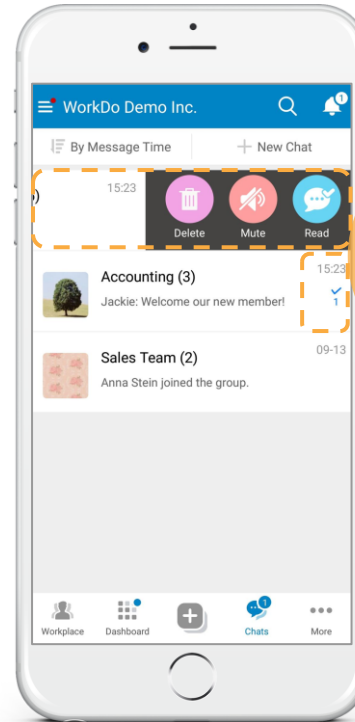 WorkDo Demo Inc.
1
By Message Time
New Chat
)
15:23
Delete
Mute
Read
Accounting (3)
15:23
Jackie: Welcome our new member!
1
Sales Team (2)
09-13
Anna Stein joined the group.
1
Workplace
Dashboard
Chats
More